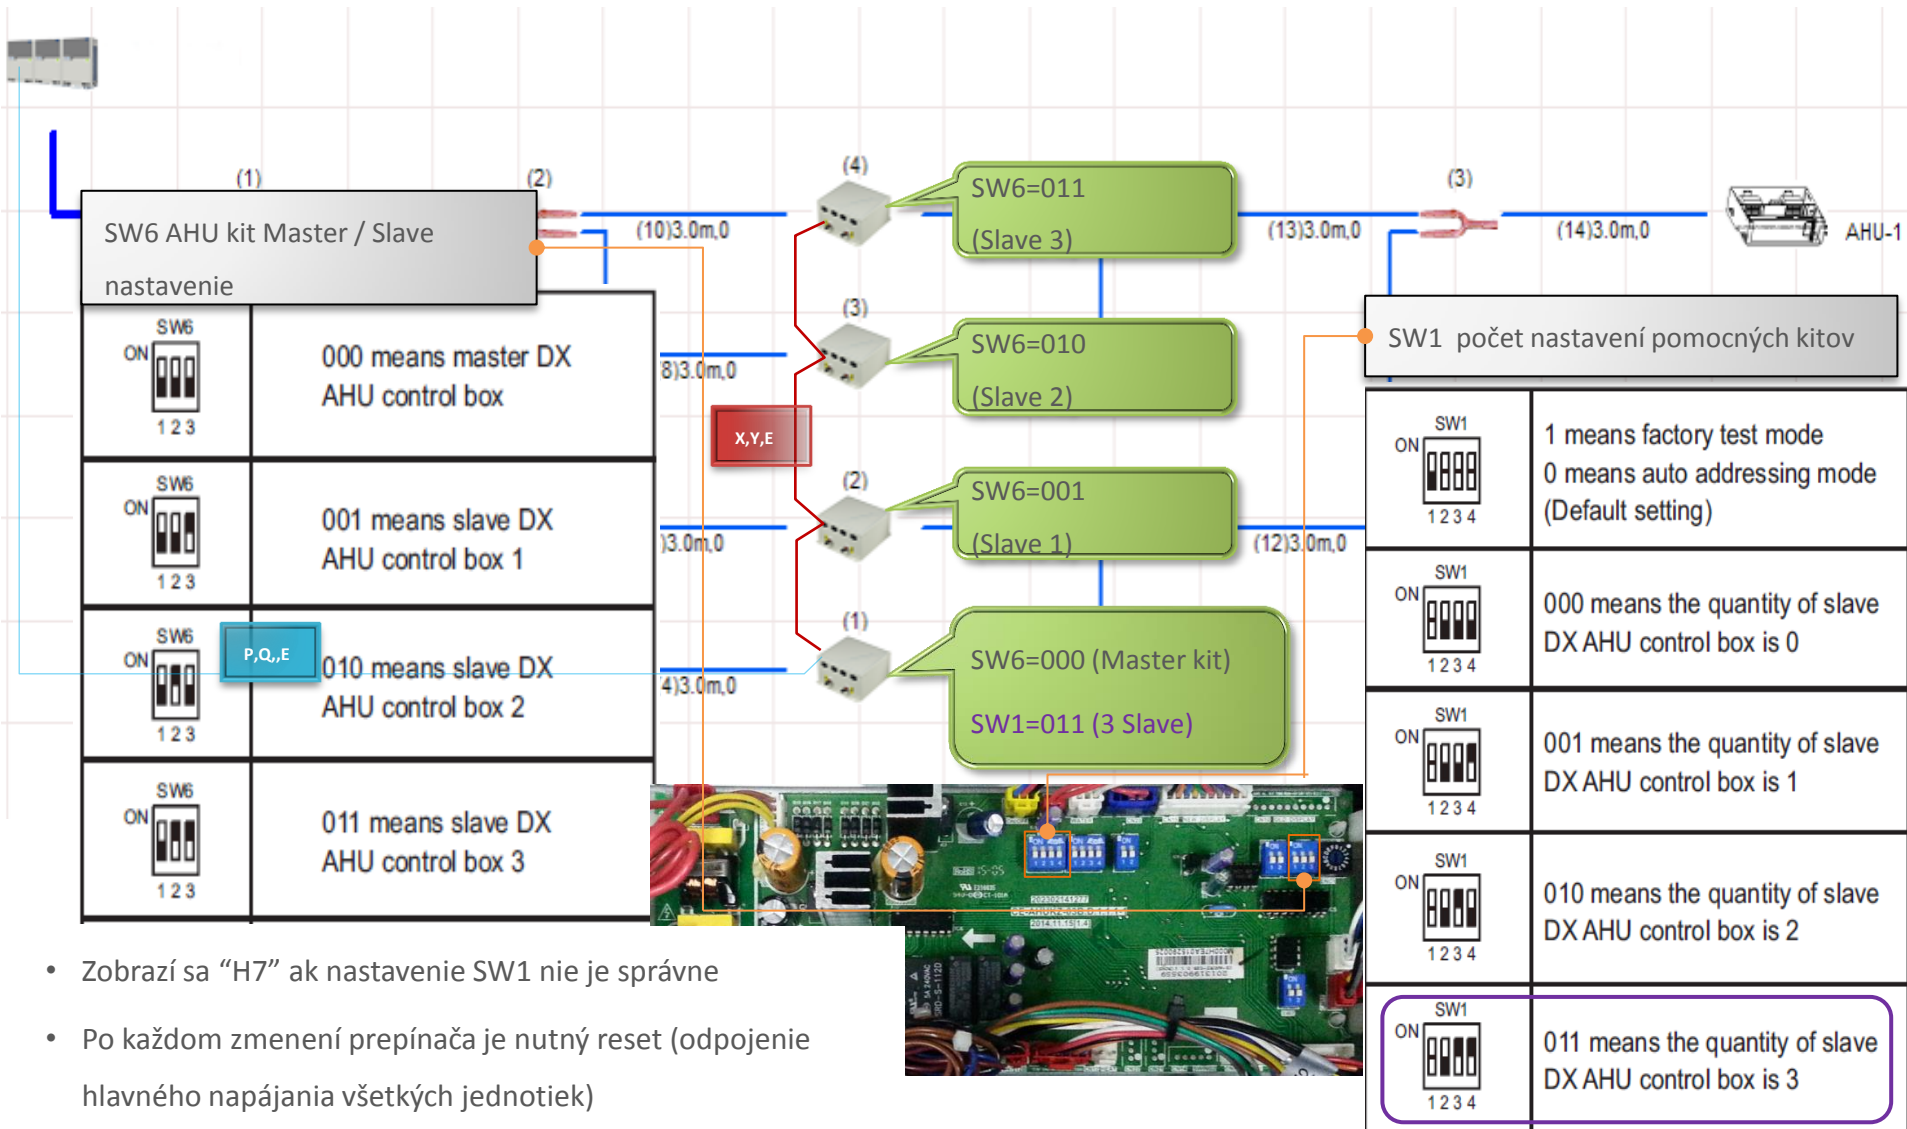 (1)
(2)
(4)
(3)
SW6 AHU kit Master / Slave
nastavenie
(10)3.0m,0
SW6=011
(Slave 3)
(13)3.0m,0
(14)3.0m,0
AHU-1
SW6
ON
1 2 3
000 means master DX
AHU control box
8)3.0m,0
(3)
SW6=010
(Slave 2)
X,Y,E
SW1 počet nastavení pomocných kitov
SW6
ON
1 2 3
001 means slave DX
AHU control box 1
)3.0m,0
(2)
SW6=001
(Slave 1)
(12)3.0m,0
SW1
ON
1 2 3 4
1 means factory test mode
0 means auto addressing mode
(Default setting)
SW6
ON
1 2 3
P,Q,,E
010 means slave DX
AHU control box 2
4)3.0m,0
(1)
SW6=000 (Master kit)
SW1=011 (3 Slave)
SW1
ON
1 2 3 4
000 means the quantity of slave
DX AHU control box is 0
SW1
ON
1 2 3 4
001 means the quantity of slave
DX AHU control box is 1
SW6
ON
1 2 3
011 means slave DX
AHU control box 3
SW1
ON
1 2 3 4
010 means the quantity of slave
DX AHU control box is 2
SW1
ON
1 2 3 4
011 means the quantity of slave
DX AHU control box is 3
202302141277
2014.11.15
• Zobrazí sa “H7” ak nastavenie SW1 nie je správne
• Po každom zmenení prepínača je nutný reset (odpojenie
hlavného napájania všetkých jednotiek)